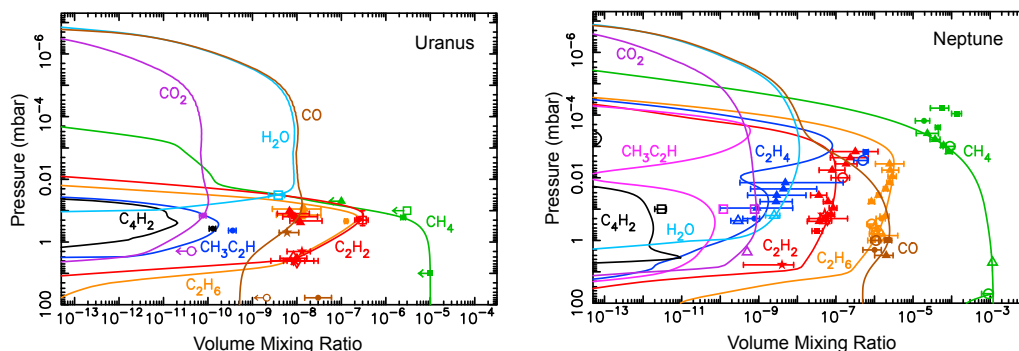 Uranus
Pressure (mbar)
10⁻⁶
10⁻⁴
0.01
1
100
CO₂
CO
H₂O
CH₄
C₄H₂
CH₃C₂H
C₂H₂
C₂H₆
10⁻¹³ 10⁻¹² 10⁻¹¹ 10⁻¹⁰ 10⁻⁹ 10⁻⁸ 10⁻⁷ 10⁻⁶ 10⁻⁵ 10⁻⁴ 10⁻³
Volume Mixing Ratio
Neptune
Pressure (mbar)
10⁻⁶
10⁻⁴
0.01
1
100
CO₂
CH₃C₂H
C₂H₄
CH₄
C₄H₂
H₂O
C₂H₂
C₂H₆
CO
10⁻¹³ 10⁻¹¹ 10⁻⁹ 10⁻⁷ 10⁻⁵ 10⁻³
Volume Mixing Ratio